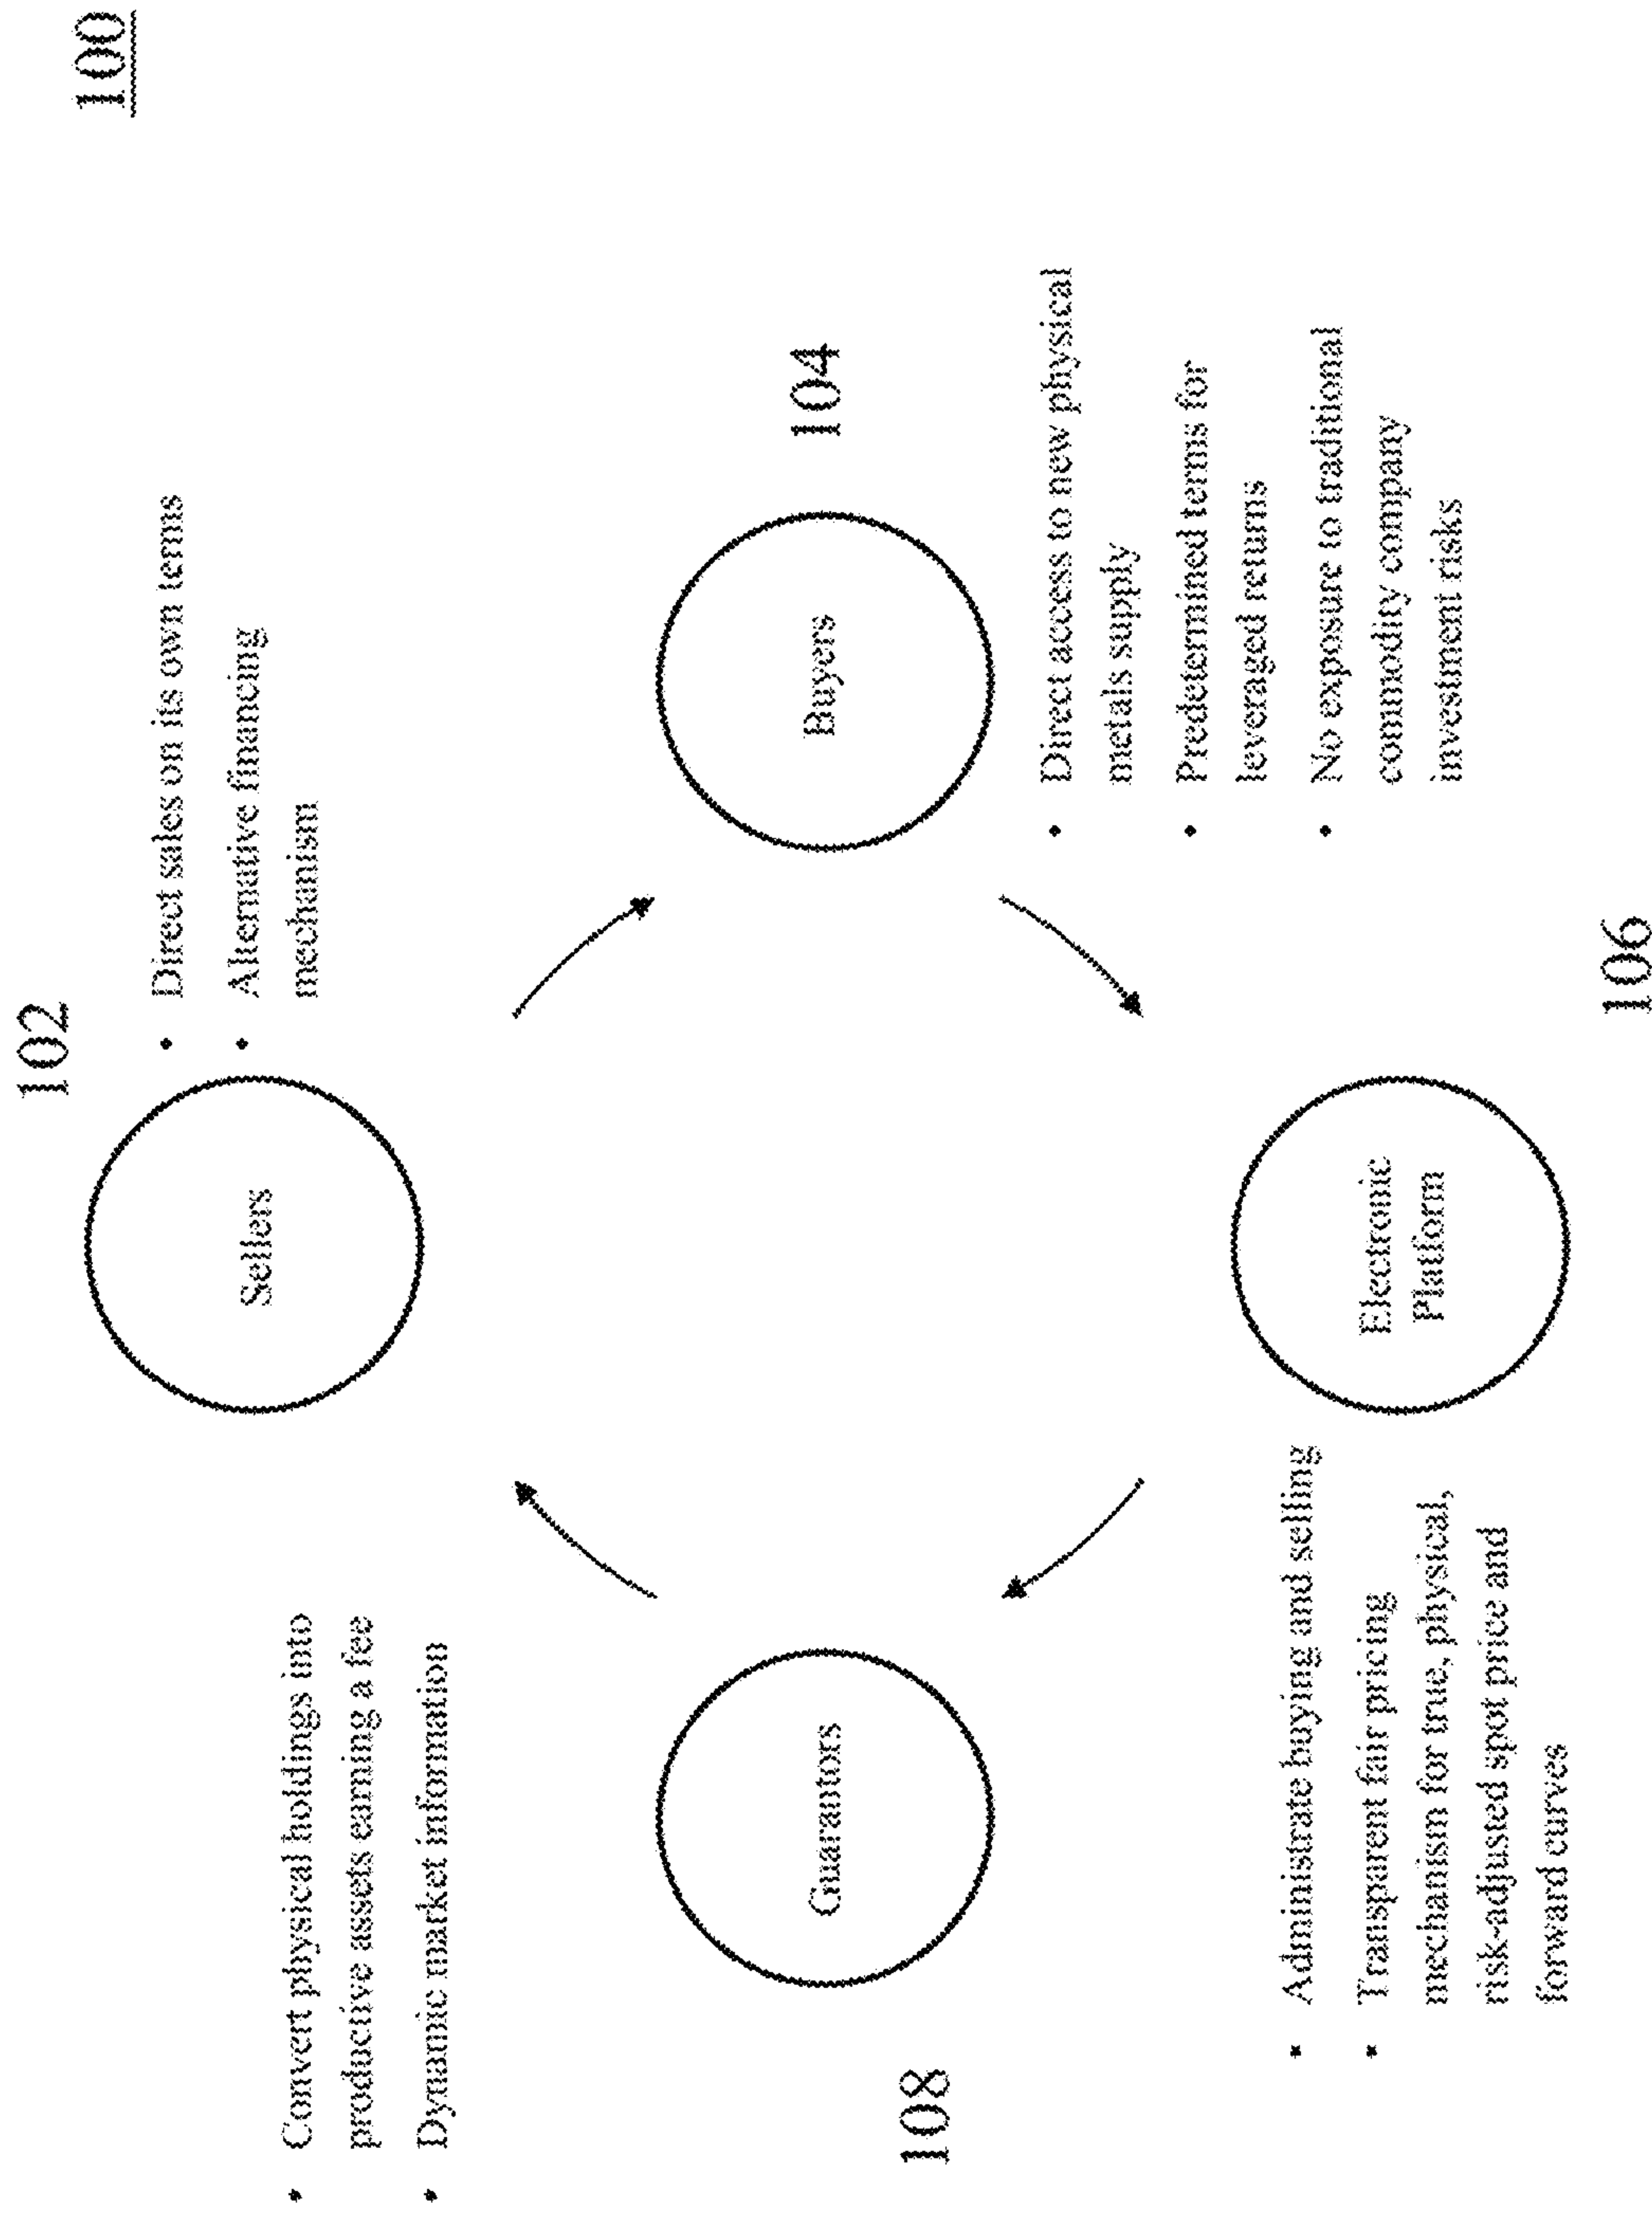 100
102
Sellers
• Direct sales on its own terms
• Alternative financing
mechanism
104
Buyers
• Direct access to new physical
metals supply
• Predetermined terms for
leveraged returns
• No exposure to traditional
commodity company
investment risks
106
Electronic
Platform
• Administrate buying and selling
• Transparent fair pricing
mechanism for true, physical,
risk-adjusted spot price and
forward curves
108
Guarantors
• Convert physical holdings into
productive assets earning a fee
• Dynamic market information